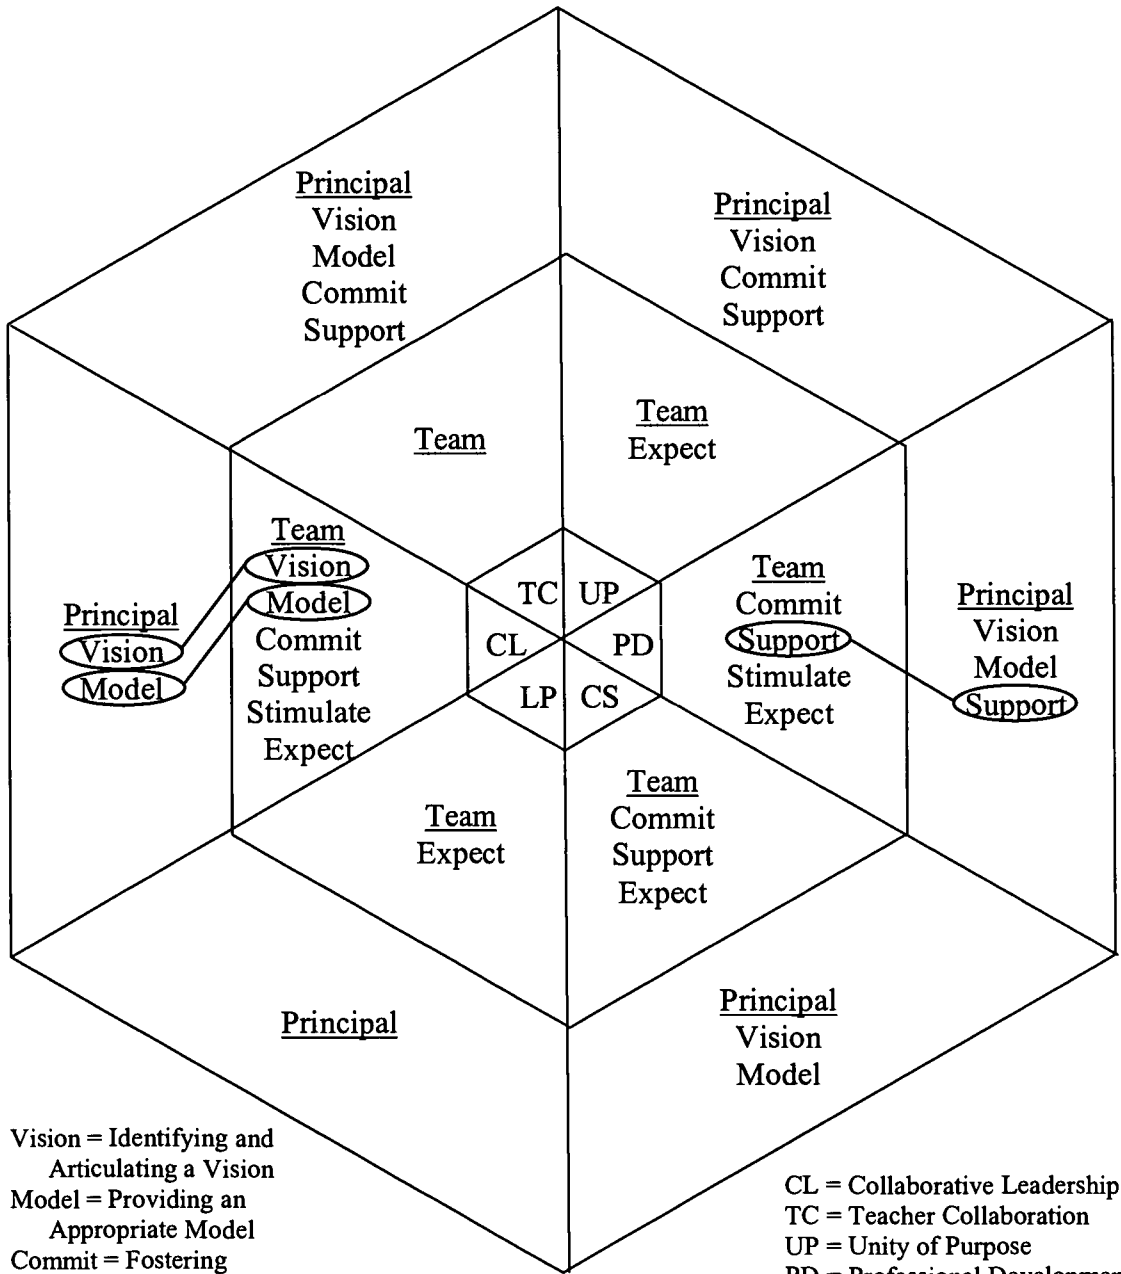 Principal
Vision
Model
Commit
Support
Principal
Vision
Commit
Support
Team
Team
Expect
Principal
Vision
Model
Team
Vision
Model
Commit
Support
Stimulate
Expect
TC
UP
CL
PD
LP
CS
Team
Commit
Support
Stimulate
Expect
Principal
Vision
Model
Support
Team
Expect
Team
Commit
Support
Expect
Principal
Principal
Vision
Model
Vision = Identifying and
Articulating a Vision
Model = Providing an
Appropriate Model
Commit = Fostering
CL = Collaborative Leadership
TC = Teacher Collaboration
UP = Unity of Purpose
PD = Professional